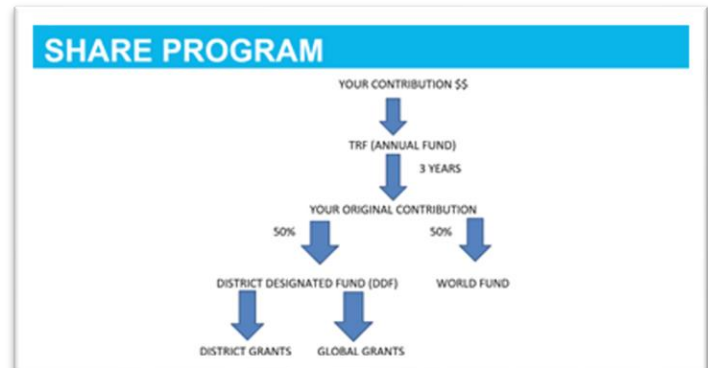 SHARE PROGRAM
YOUR CONTRIBUTION $$
TRF (ANNUAL FUND)
3 YEARS
YOUR ORIGINAL CONTRIBUTION
50% 50%
DISTRICT DESIGNATED FUND (DDF) WORLD FUND
DISTRICT GRANTS GLOBAL GRANTS